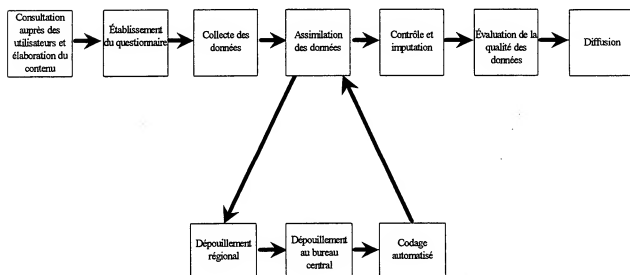 Consultation
auprès des
utilisateurs et
élaboration du
contenu
Établissement
du questionnaire
Collecte des
données
Assimilation
des données
Contrôle et
imputation
Évaluation de la
qualité des
données
Diffusion
Dépouillement
régional
Dépouillement
au bureau
central
Codage
automatisé